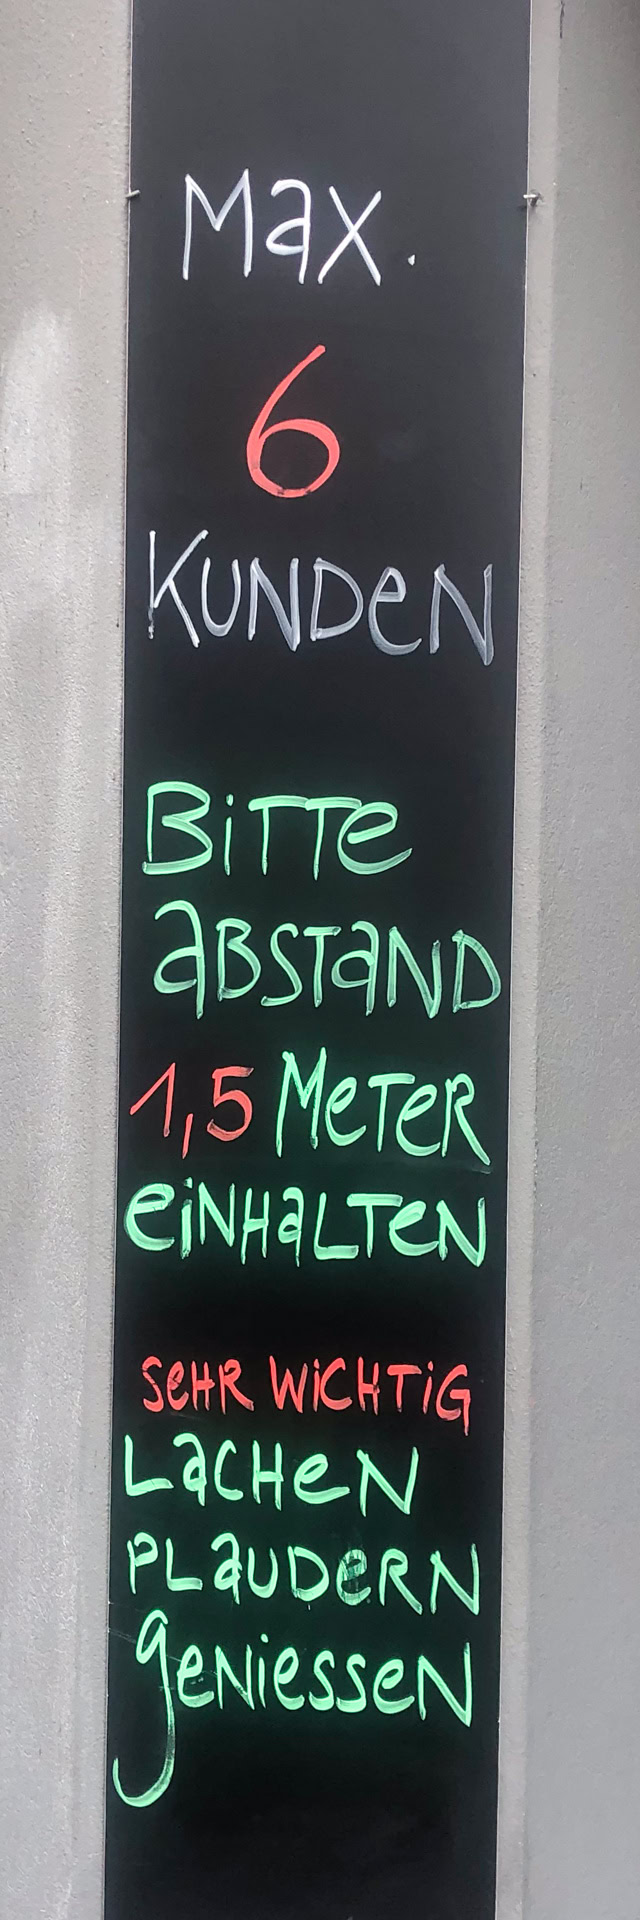 Max.
6
KUNDeN
BiTTe
aBSTaND
1,5 MeTeR
eiNHaLTeN
SeHR WiCHTiG
LaCHeN
PLauDeRN
geNiesseN